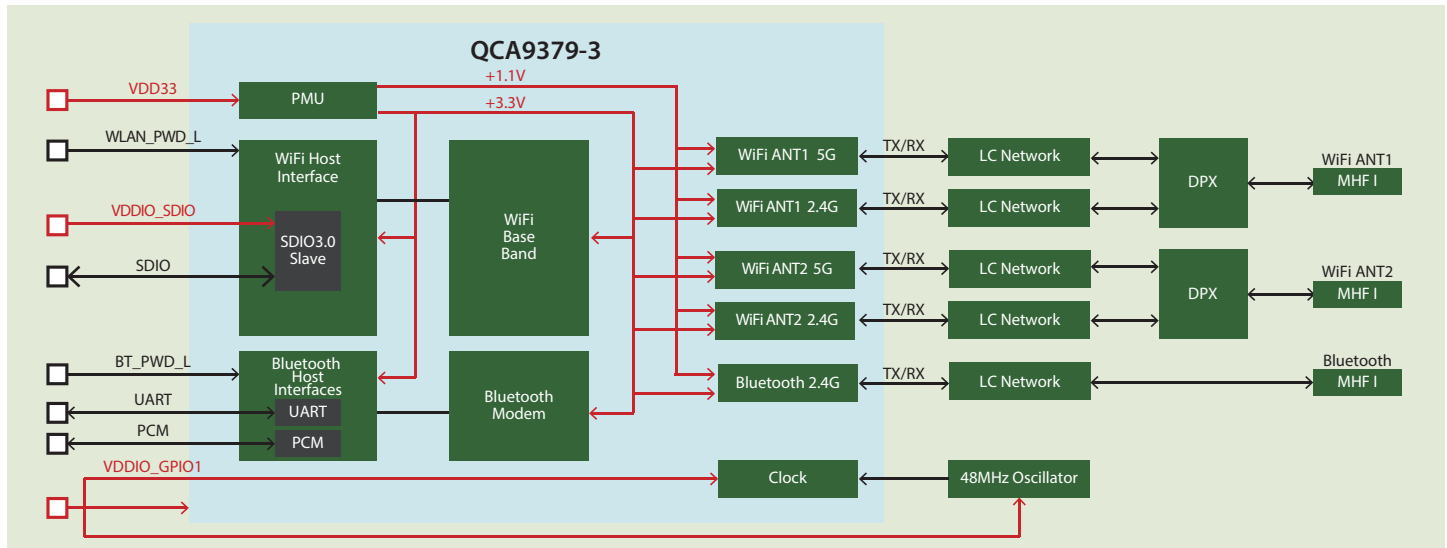 QCA9379-3
VDD33
PMU
+1.1V
+3.3V
WLAN_PWD_L
WiFi Host
Interface
VDDIO_SDIO
SDIO3.0
Slave
SDIO
WiFi
Base
Band
BT_PWD_L
Bluetooth
Host
Interfaces
UART
UART
PCM
PCM
Bluetooth
Modem
VDDIO_GPIO1
WiFi ANT1 5G
TX/RX
LC Network
WiFi ANT1 2.4G
TX/RX
LC Network
DPX
WiFi ANT1
MHF I
WiFi ANT2 5G
TX/RX
LC Network
WiFi ANT2 2.4G
TX/RX
LC Network
DPX
WiFi ANT2
MHF I
Bluetooth 2.4G
TX/RX
LC Network
Bluetooth
MHF I
Clock
48MHz Oscillator